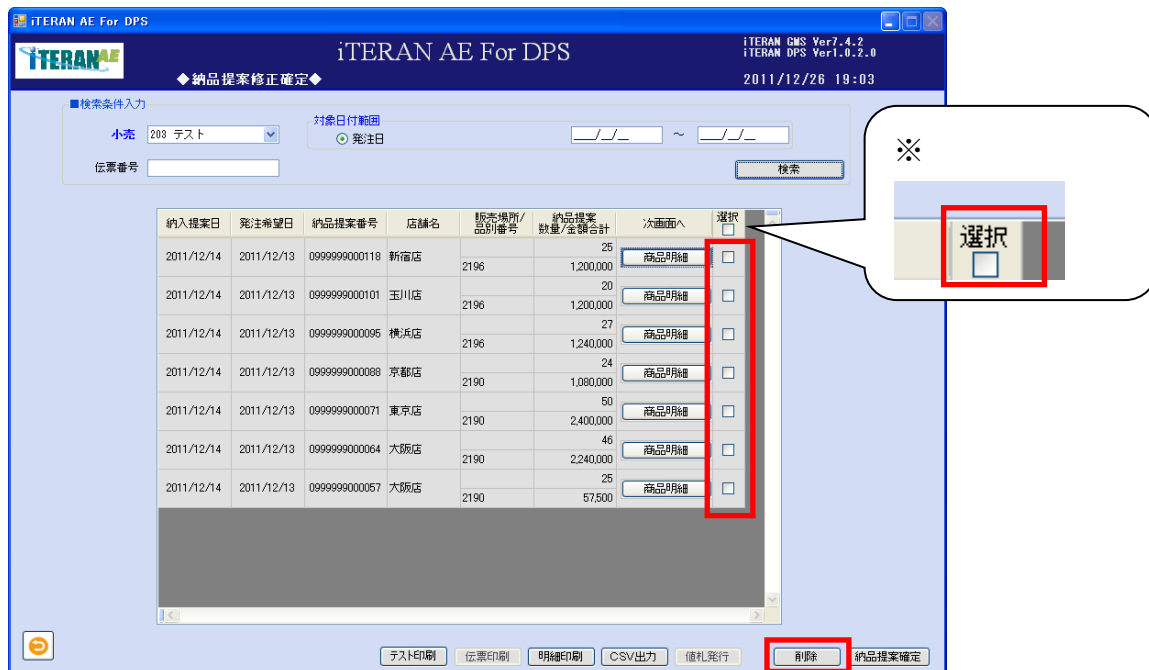 iTERAN AE For DPS
iTERANAE
iTERAN AE For DPS
iTERAN GMS Ver7.4.2
iTERAN DPS Ver1.0.2.0
◆納品提案修正確定◆
2011/12/26 19:03
■検索条件入力
小売 203 テスト
対象日付範囲
発注日 __/__/__ ~ __/__/__
伝票番号
検索
※
選択
納入提案日 発注希望日 納品提案番号 店舗名 販売場所/品別番号 納品提案数量/金額合計 次画面へ 選択
2011/12/14 2011/12/13 0999999000118 新宿店 25 商品明細
2196 1,200,000
2011/12/14 2011/12/13 0999999000101 玉川店 20 商品明細
2196 1,200,000
2011/12/14 2011/12/13 0999999000095 横浜店 27 商品明細
2196 1,240,000
2011/12/14 2011/12/13 0999999000088 京都店 24 商品明細
2190 1,080,000
2011/12/14 2011/12/13 0999999000071 東京店 50 商品明細
2190 2,400,000
2011/12/14 2011/12/13 0999999000064 大阪店 46 商品明細
2190 2,240,000
2011/12/14 2011/12/13 0999999000057 大阪店 25 商品明細
2190 57,500
テスト印刷 伝票印刷 明細印刷 CSV出力 値札発行 削除 納品提案確定